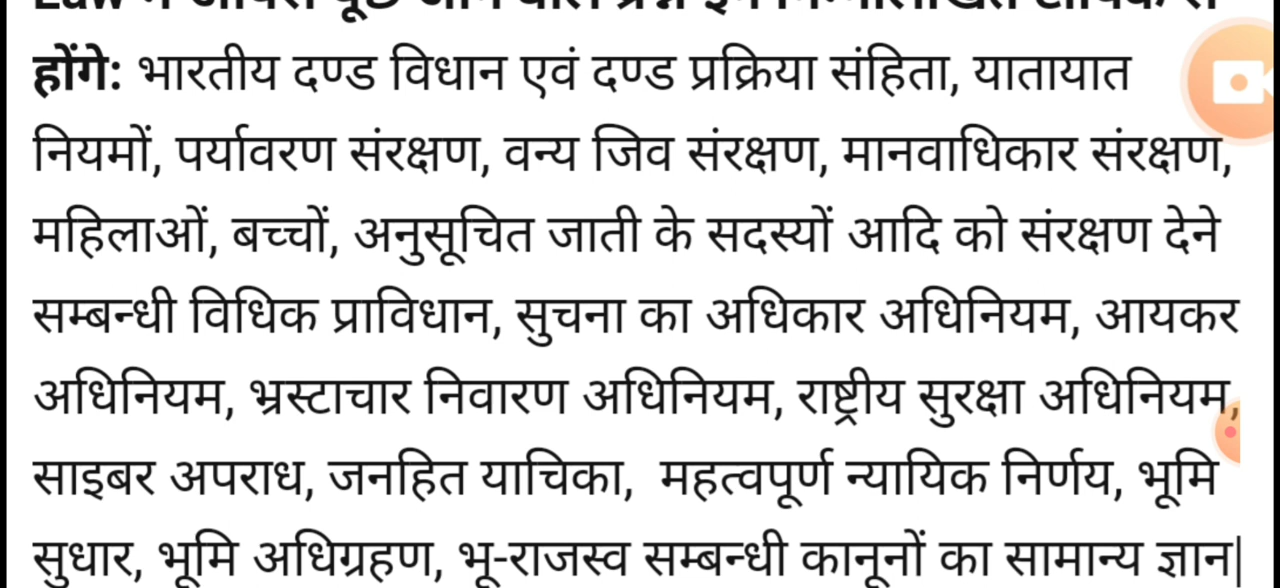 होंगे: भारतीय दण्ड विधान एवं दण्ड प्रक्रिया संहिता, यातायात
नियमों, पर्यावरण संरक्षण, वन्य जिव संरक्षण, मानवाधिकार संरक्षण,
महिलाओं, बच्चों, अनुसूचित जाती के सदस्यों आदि को संरक्षण देने
सम्बन्धी विधिक प्राविधान, सुचना का अधिकार अधिनियम, आयकर
अधिनियम, भ्रस्टाचार निवारण अधिनियम, राष्ट्रीय सुरक्षा अधिनियम,
साइबर अपराध, जनहित याचिका, महत्वपूर्ण न्यायिक निर्णय, भूमि
सुधार, भूमि अधिग्रहण, भू-राजस्व सम्बन्धी कानूनों का सामान्य ज्ञान|